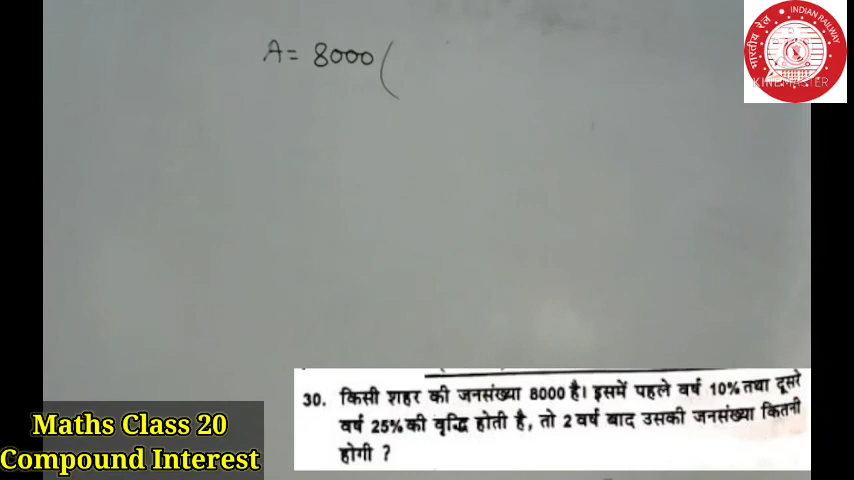 A= 8000 (
भारतीय रेल INDIAN RAILWAY
KINEMASTER
30. किसी शहर की जनसंख्या 8000 है। इसमें पहले वर्ष 10% तथा दूसरे
वर्ष 25% की वृद्धि होती है, तो 2 वर्ष बाद उसकी जनसंख्या कितनी
होगी ?
Maths Class 20
Compound Interest